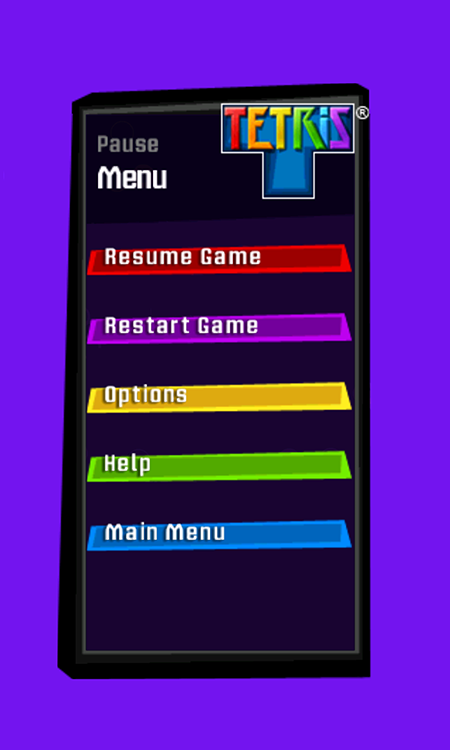 TETRiS®
Pause
Menu
Resume Game
Restart Game
Options
Help
Main Menu